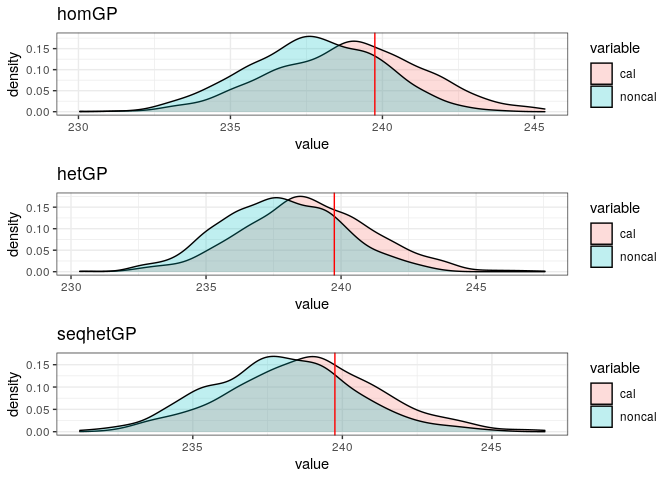 homGP
density
0.15
0.10
0.05
0.00
230
235
240
245
value
variable
cal
noncal
hetGP
density
0.15
0.10
0.05
0.00
230
235
240
245
value
variable
cal
noncal
seqhetGP
density
0.15
0.10
0.05
0.00
235
240
245
value
variable
cal
noncal